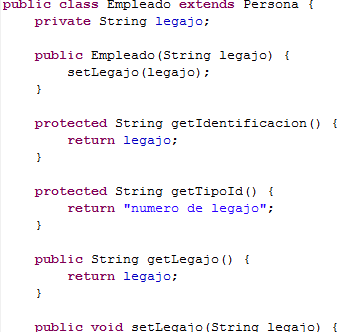 public class Empleado extends Persona {
private String legajo;
public Empleado(String legajo) {
setLegajo(legajo);
}
protected String getIdentificacion() {
return legajo;
}
protected String getTipoId() {
return "numero de legajo";
}
public String getLegajo() {
return legajo;
}
public void setLegajo(String legajo) {